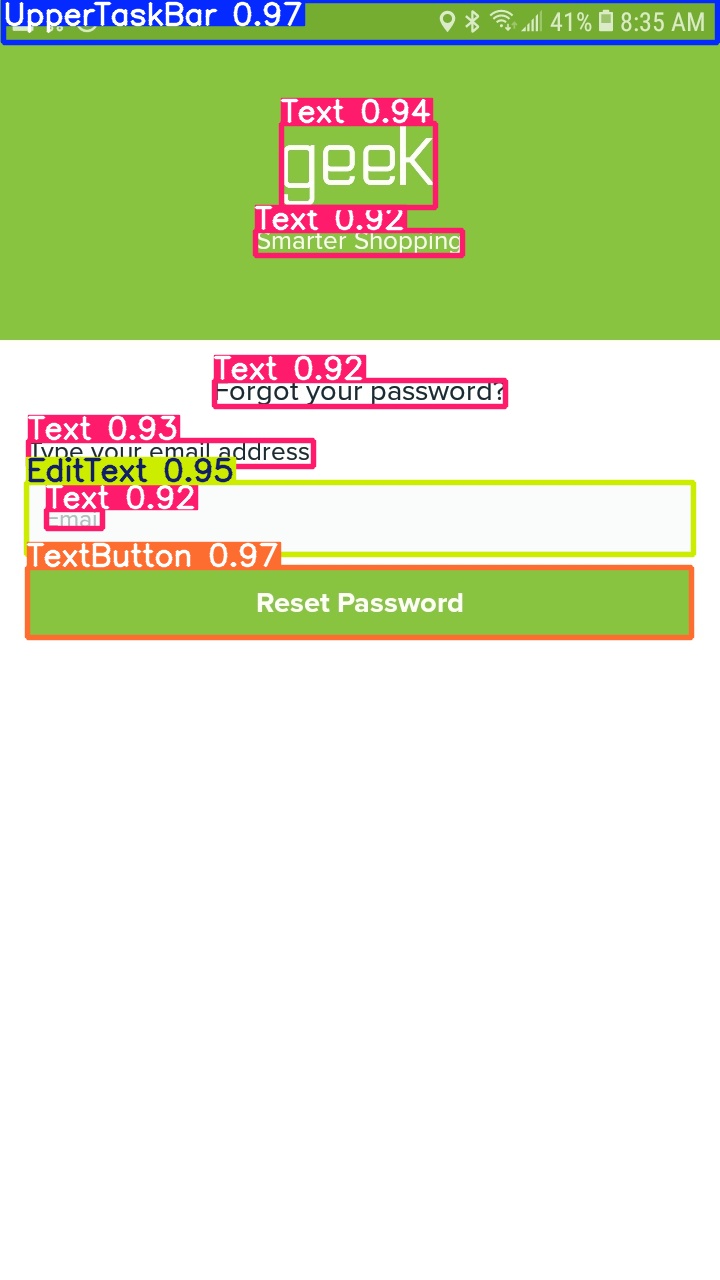 UpperTaskBar 0.97
41% 8:35 AM
Text 0.94
geek
Text 0.92
Smarter Shopping
Text 0.92
Forgot your password?
Text 0.93
Type your email address
EditText 0.95
Text 0.92
Email
TextButton 0.97
Reset Password